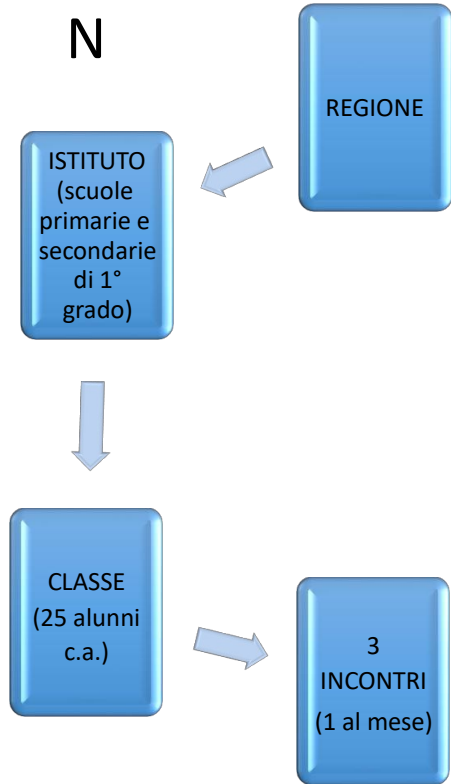 N
REGIONE
ISTITUTO
(scuole
primarie e
secondarie
di 1°
grado)
CLASSE
(25 alunni
c.a.)
3
INCONTRI
(1 al mese)